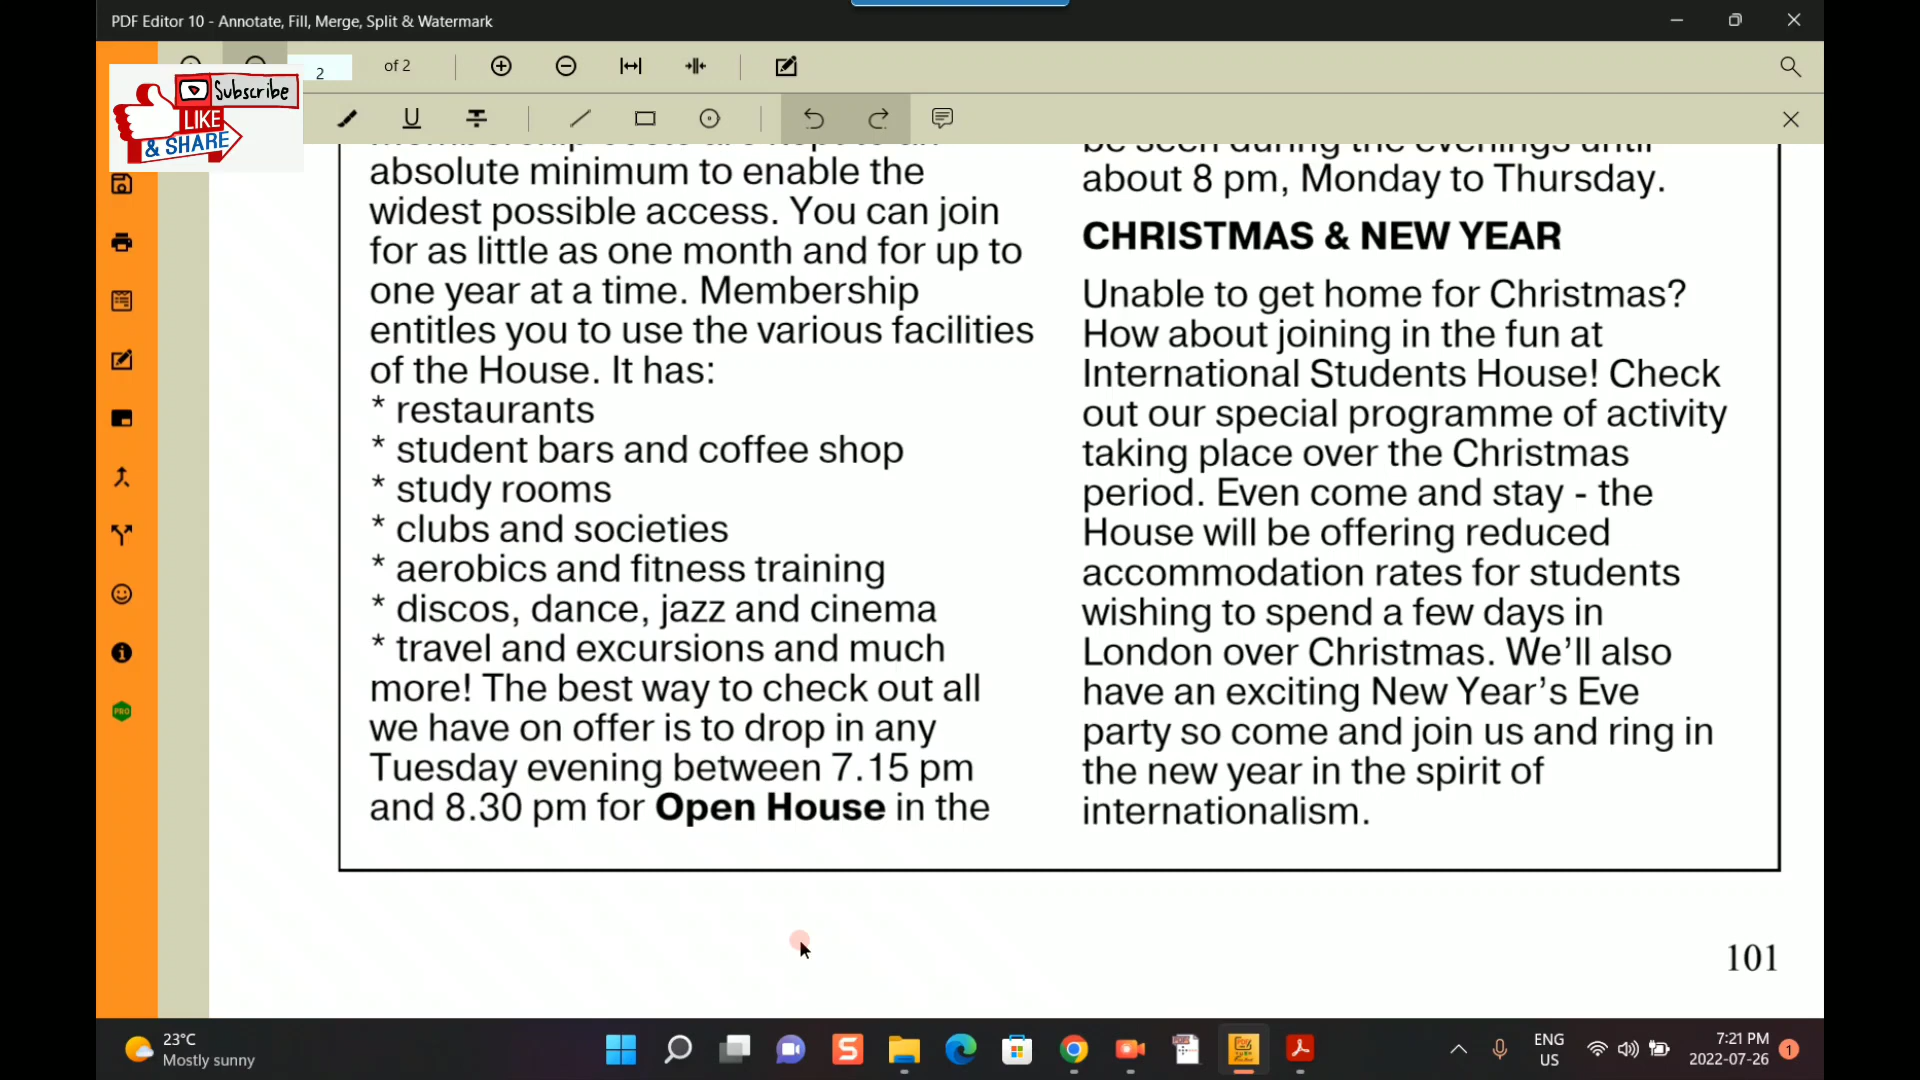 PDF Editor 10 - Annotate, Fill, Merge, Split & Watermark
2
of 2
Subscribe
LIKE
& SHARE
absolute minimum to enable the
widest possible access. You can join
for as little as one month and for up to
one year at a time. Membership
entitles you to use the various facilities
of the House. It has:
* restaurants
* student bars and coffee shop
* study rooms
* clubs and societies
* aerobics and fitness training
* discos, dance, jazz and cinema
* travel and excursions and much
more! The best way to check out all
we have on offer is to drop in any
Tuesday evening between 7.15 pm
and 8.30 pm for Open House in the
be seen during the evenings until
about 8 pm, Monday to Thursday.
CHRISTMAS & NEW YEAR
Unable to get home for Christmas?
How about joining in the fun at
International Students House! Check
out our special programme of activity
taking place over the Christmas
period. Even come and stay - the
House will be offering reduced
accommodation rates for students
wishing to spend a few days in
London over Christmas. We’ll also
have an exciting New Year’s Eve
party so come and join us and ring in
the new year in the spirit of
internationalism.
101
PRO
23°C
Mostly sunny
ENG
US
7:21 PM
2022-07-26
1